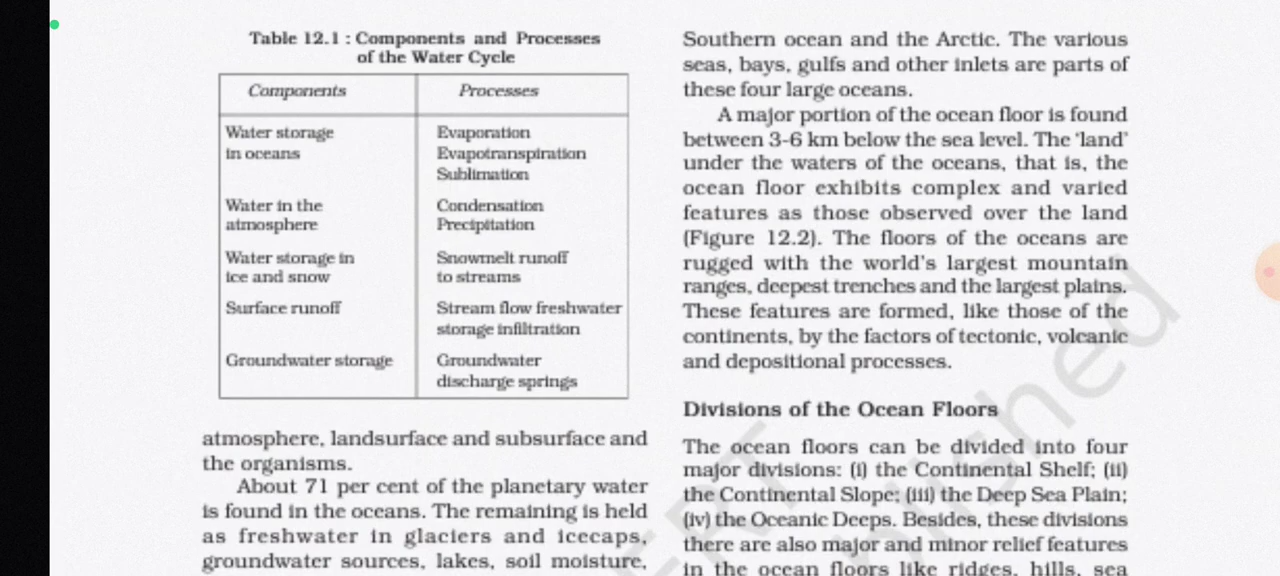 Table 12.1 : Components and Processes
of the Water Cycle
Components Processes
Water storage Evaporation
in oceans Evapotranspiration
Sublimation
Water in the Condensation
atmosphere Precipitation
Water storage in Snowmelt runoff
ice and snow to streams
Surface runoff Stream flow freshwater
storage infiltration
Groundwater storage Groundwater
discharge springs
atmosphere, landsurface and subsurface and
the organisms.
About 71 per cent of the planetary water
is found in the oceans. The remaining is held
as freshwater in glaciers and icecaps,
groundwater sources, lakes, soil moisture,
Southern ocean and the Arctic. The various
seas, bays, gulfs and other inlets are parts of
these four large oceans.
A major portion of the ocean floor is found
between 3-6 km below the sea level. The 'land'
under the waters of the oceans, that is, the
ocean floor exhibits complex and varied
features as those observed over the land
(Figure 12.2). The floors of the oceans are
rugged with the world's largest mountain
ranges, deepest trenches and the largest plains.
These features are formed, like those of the
continents, by the factors of tectonic, volcanic
and depositional processes.
Divisions of the Ocean Floors
The ocean floors can be divided into four
major divisions: (i) the Continental Shelf; (ii)
the Continental Slope; (iii) the Deep Sea Plain;
(iv) the Oceanic Deeps. Besides, these divisions
there are also major and minor relief features
in the ocean floors like ridges, hills, sea